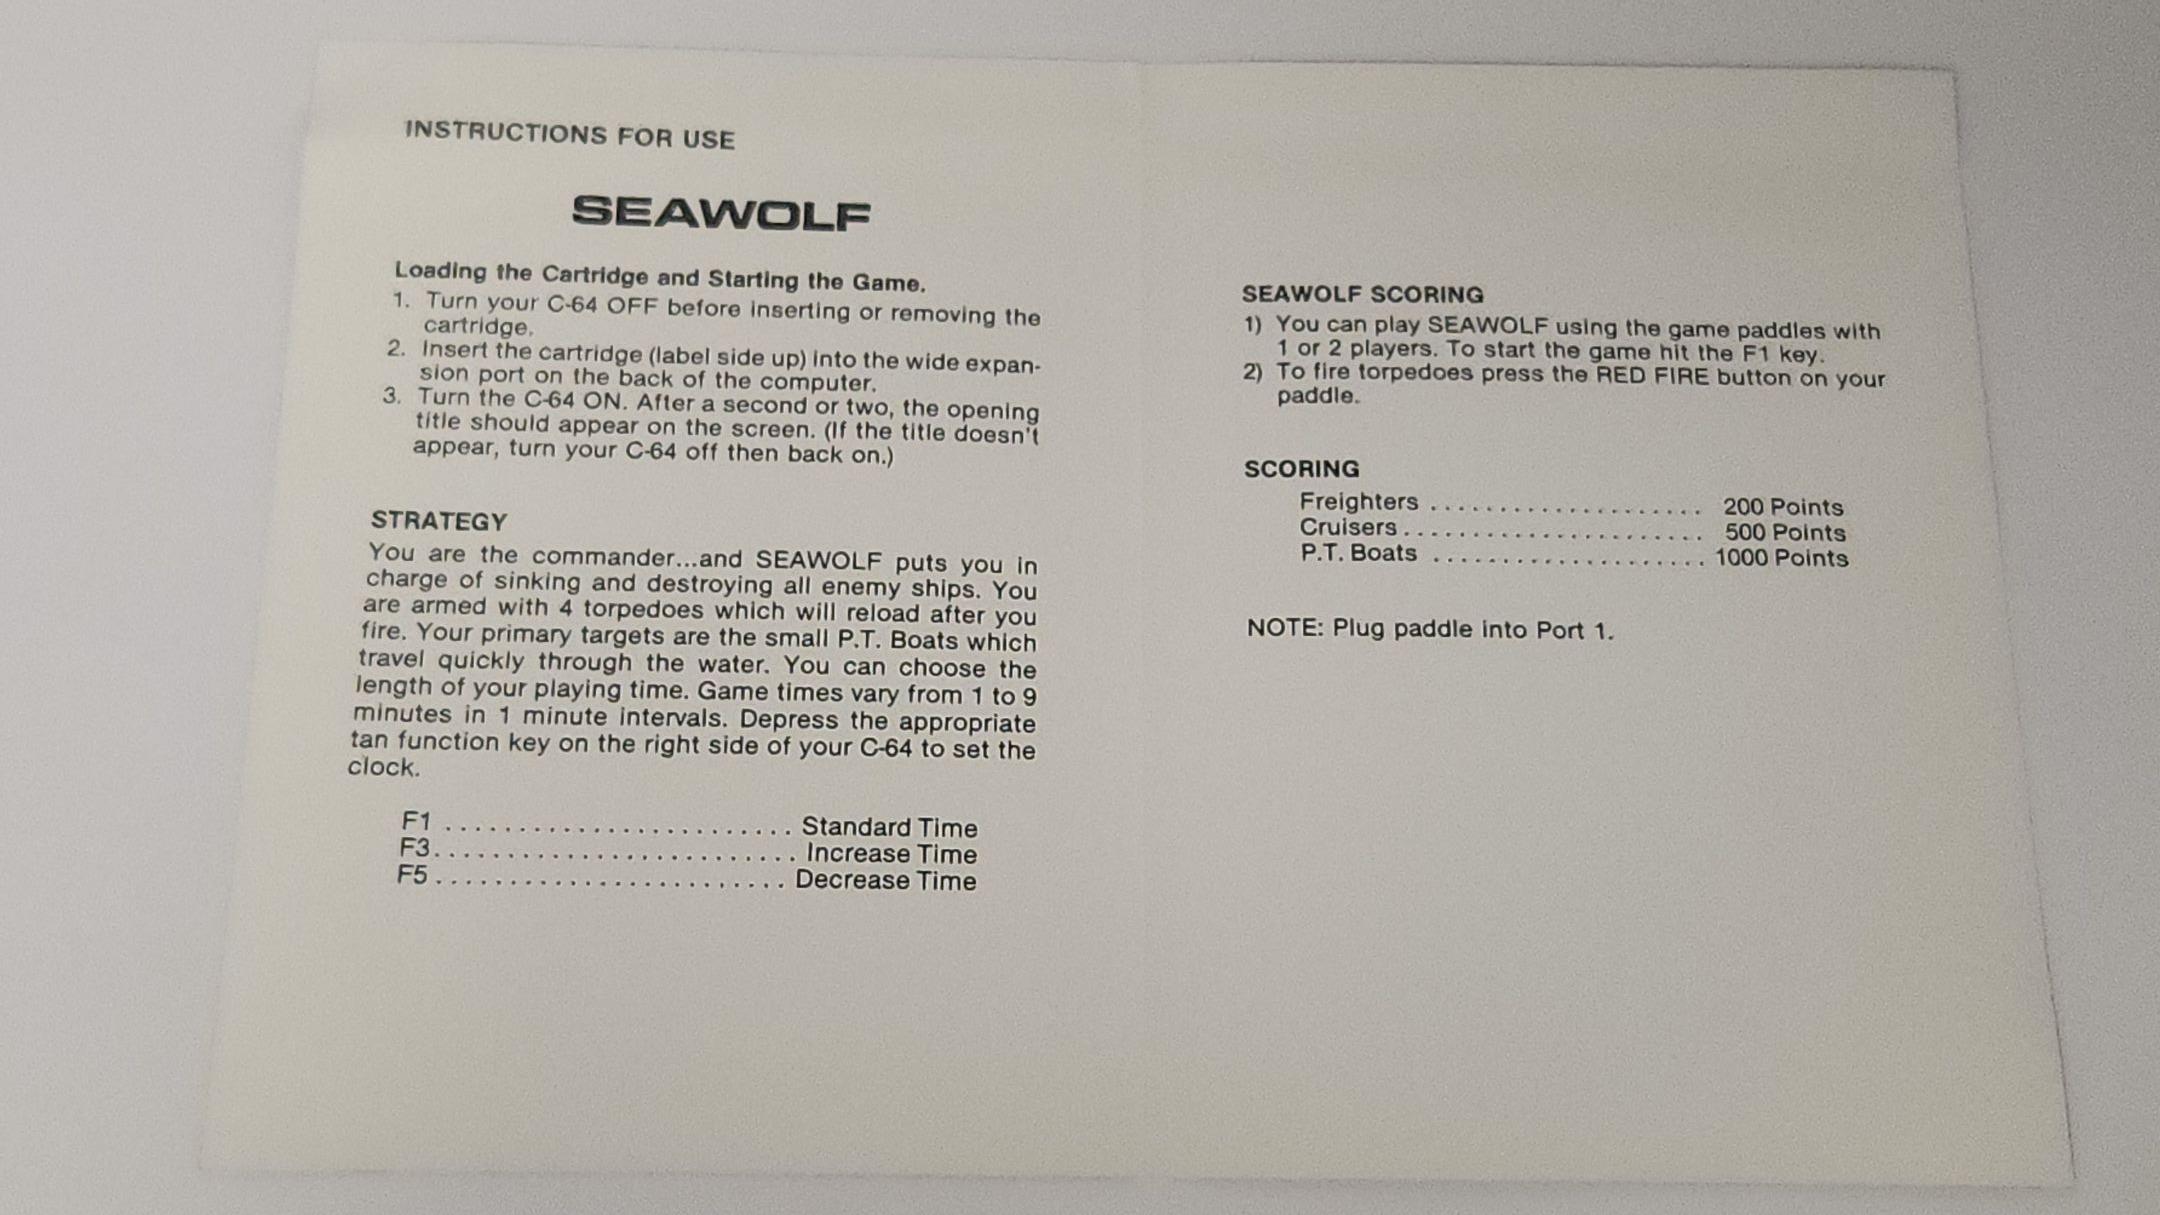 INSTRUCTIONS FOR USE
SEAWOLF
Loading the Cartridge and Starting the Game.
1. Turn your C-64 OFF before inserting or removing the
cartridge.
2. Insert the cartridge (label side up) into the wide expan-
sion port on the back of the computer.
3. Turn the C-64 ON. After a second or two, the opening
title should appear on the screen. (If the title doesn't
appear, turn your C-64 off then back on.)
STRATEGY
You are the commander...and SEAWOLF puts you in
charge of sinking and destroying all enemy ships. You
are armed with 4 torpedoes which will reload after you
fire. Your primary targets are the small P.T. Boats which
travel quickly through the water. You can choose the
length of your playing time. Game times vary from 1 to 9
minutes in 1 minute intervals. Depress the appropriate
tan function key on the right side of your C-64 to set the
clock.
F1 ........................ Standard Time
F3......................... Increase Time
F5........................ Decrease Time
SEAWOLF SCORING
1) You can play SEAWOLF using the game paddles with
1 or 2 players. To start the game hit the F1 key.
2) To fire torpedoes press the RED FIRE button on your
paddle.
SCORING
Freighters .................... 200 Points
Cruisers...................... 500 Points
P.T. Boats .................... 1000 Points
NOTE: Plug paddle into Port 1.